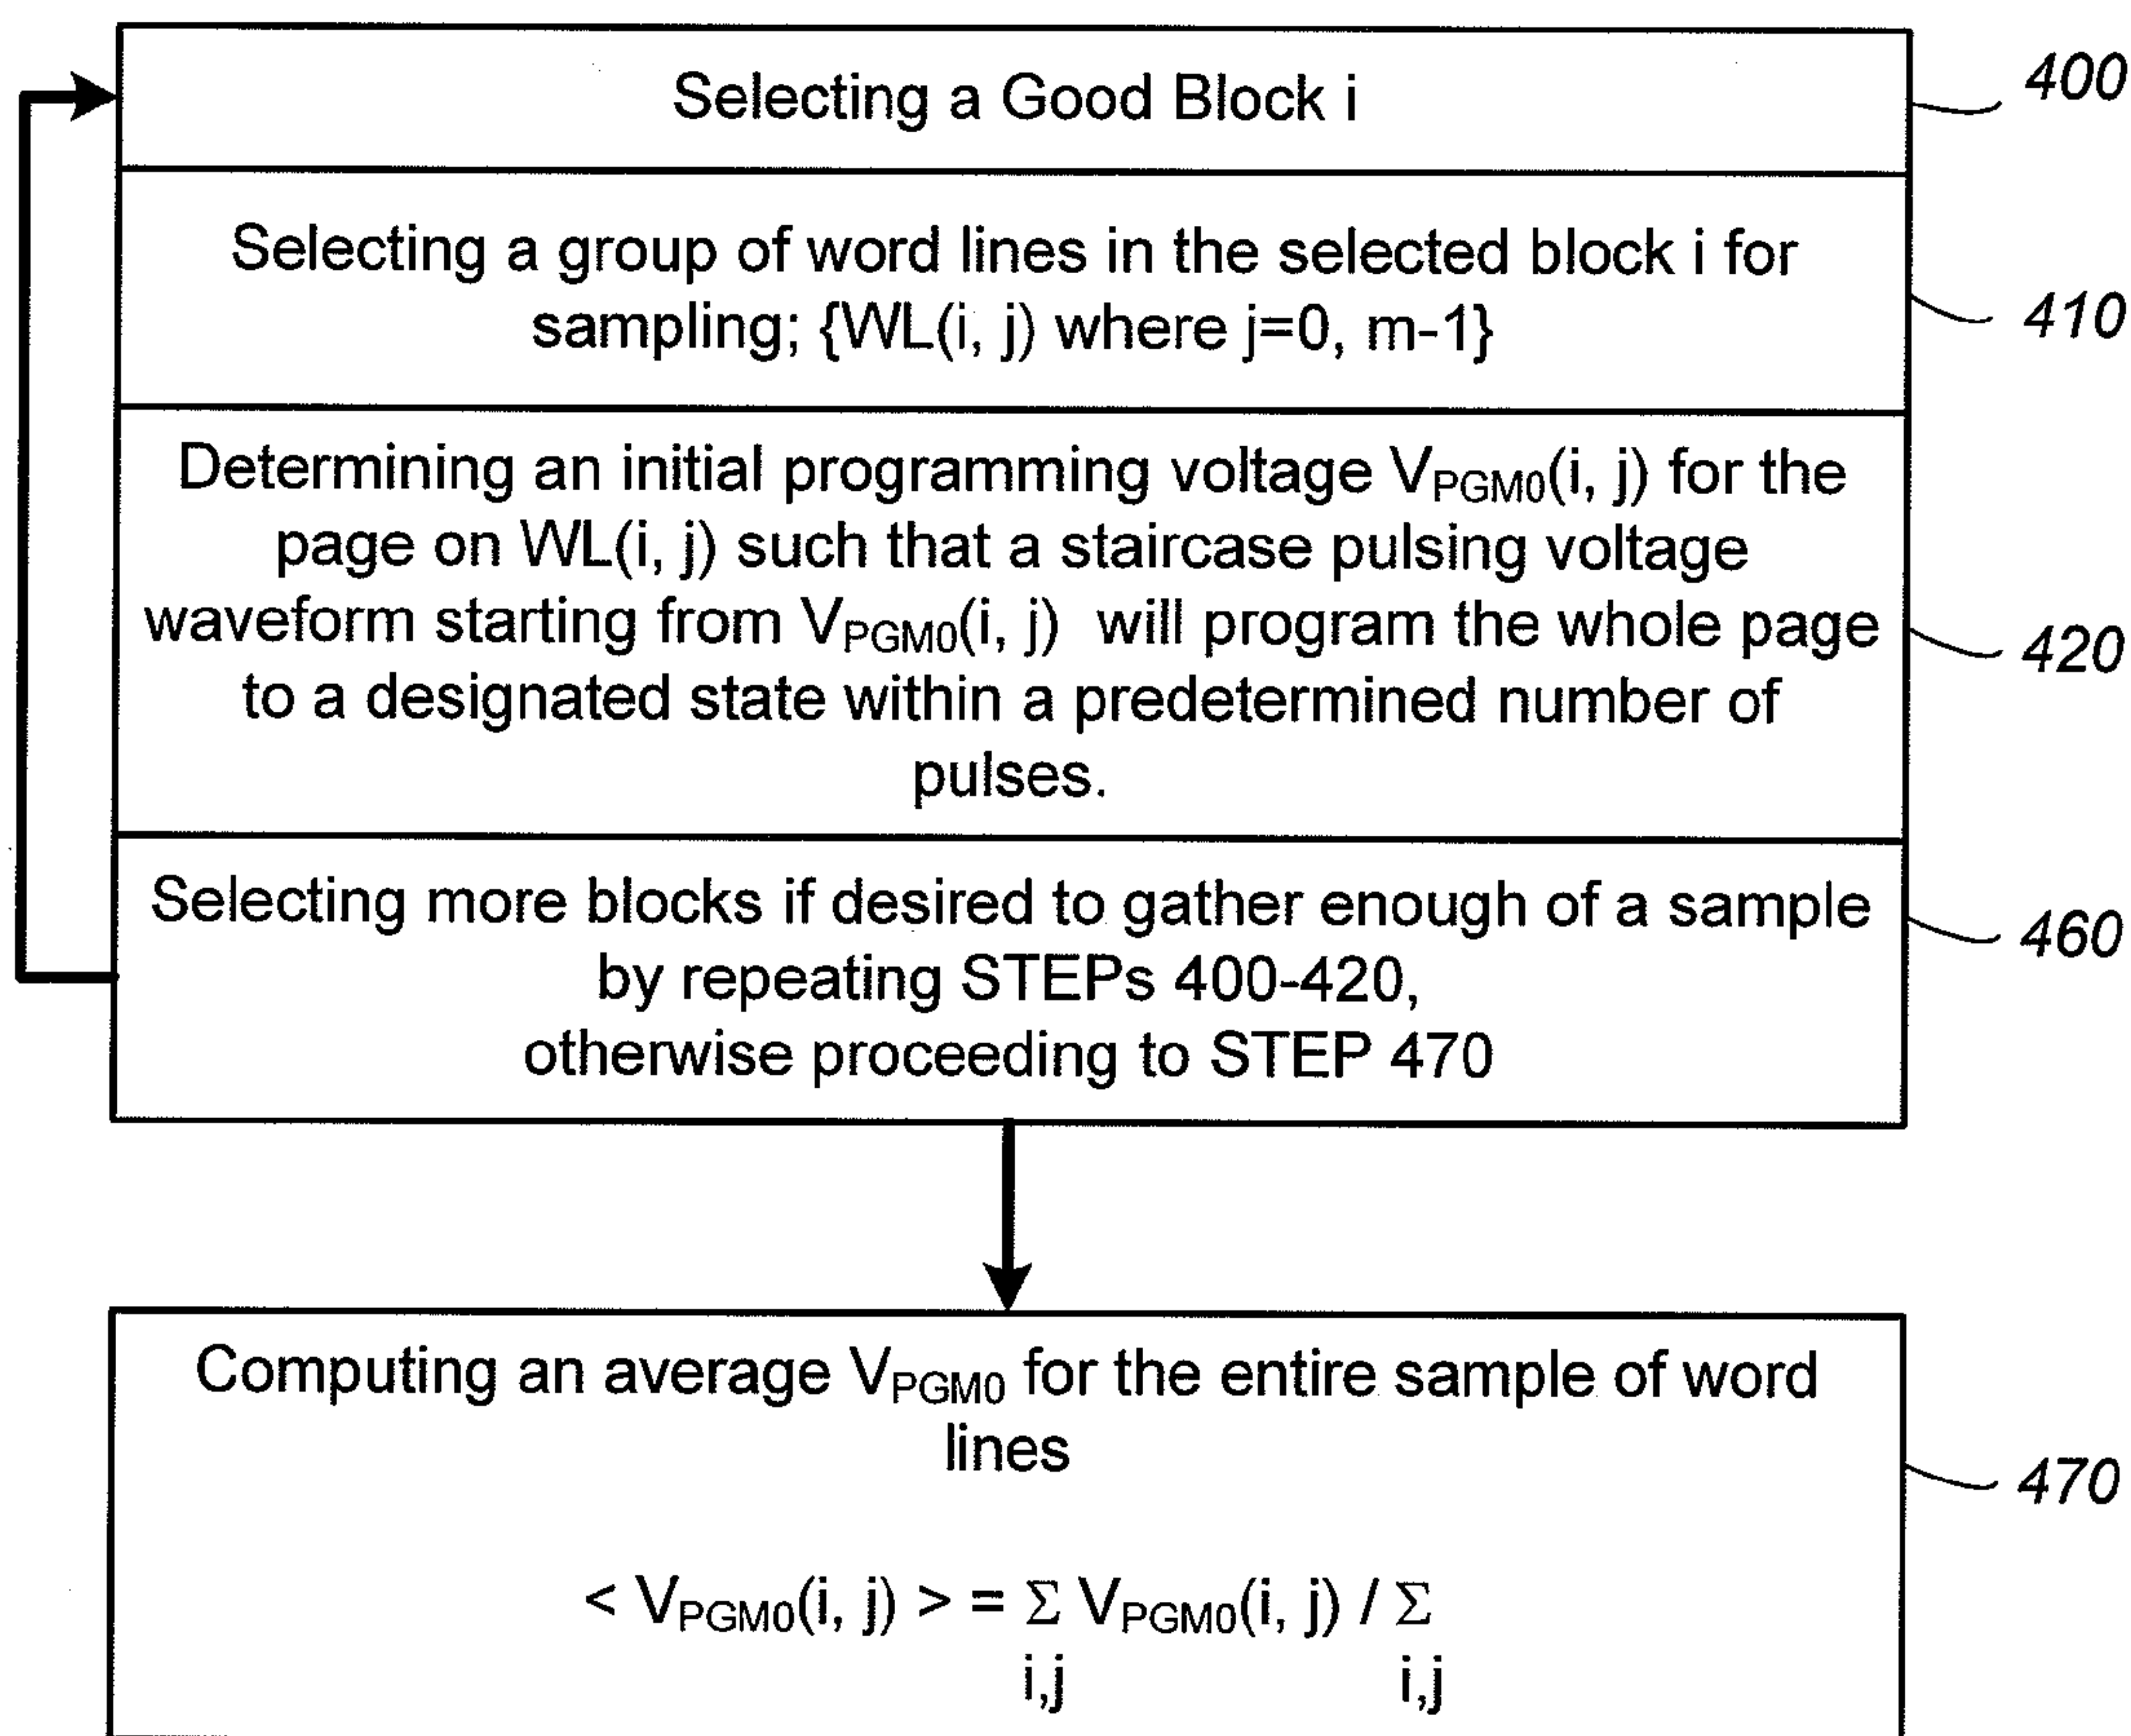 Selecting a Good Block i
400
Selecting a group of word lines in the selected block i for
sampling; {WL(i, j) where j=0, m-1}
410
Determining an initial programming voltage VPGM0(i, j) for the
page on WL(i, j) such that a staircase pulsing voltage
waveform starting from VPGM0(i, j) will program the whole page
to a designated state within a predetermined number of
pulses.
420
Selecting more blocks if desired to gather enough of a sample
by repeating STEPs 400-420,
otherwise proceeding to STEP 470
460
Computing an average VPGM0 for the entire sample of word
lines
470
< VPGM0(i, j) > = Σ VPGM0(i, j) / Σ
i,j i,j